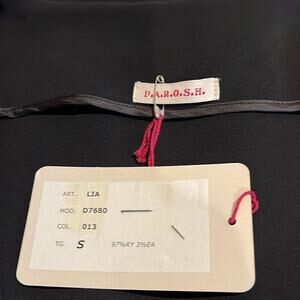 P.A.R.O.S.H.
ART. LIA
MOD. D7680
COL. 013
TG. S 97%RY 3%EA